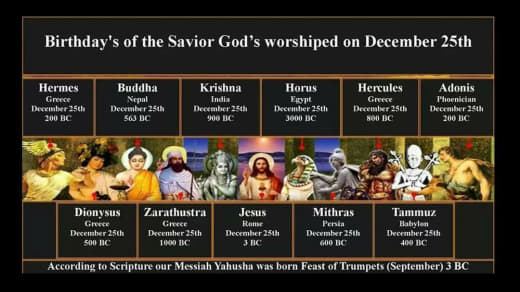 Birthday's of the Savior God's worshiped on December 25th
Hermes
Greece
December 25th
200 BC
Buddha
Nepal
December 25th
563 BC
Krishna
India
December 25th
900 BC
Horus
Egypt
December 25th
3000 BC
Hercules
Greece
December 25th
800 BC
Adonis
Phoenician
December 25th
200 BC
Dionysus
Greece
December 25th
500 BC
Zarathustra
Greece
December 25th
1000 BC
Jesus
Rome
December 25th
3 BC
Mithras
Persia
December 25th
600 BC
Tammuz
Babylon
December 25th
400 BC
According to Scripture our Messiah Yahusha was born Feast of Trumpets (September) 3 BC